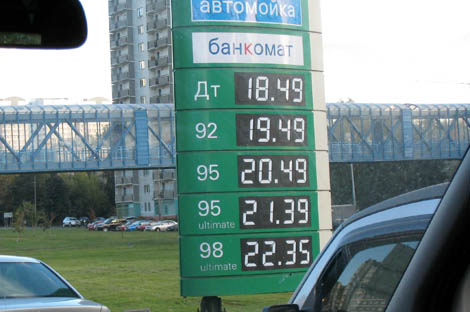 автомойка
банкомат
Дт 18.49
92 19.49
95 20.49
95 ultimate 21.39
98 ultimate 22.35